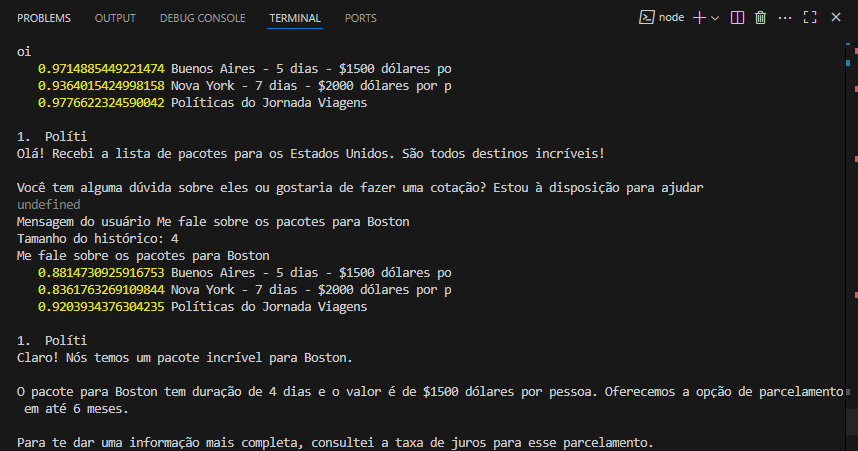 PROBLEMS OUTPUT DEBUG CONSOLE TERMINAL PORTS node
oi
0.9714885449221474 Buenos Aires - 5 dias - $1500 dólares po
0.9364015424998158 Nova York - 7 dias - $2000 dólares por p
0.9776622324590042 Políticas do Jornada Viagens
1. Políti
Olá! Recebi a lista de pacotes para os Estados Unidos. São todos destinos incríveis!
Você tem alguma dúvida sobre eles ou gostaria de fazer uma cotação? Estou à disposição para ajudar
undefined
Mensagem do usuário Me fale sobre os pacotes para Boston
Tamanho do histórico: 4
Me fale sobre os pacotes para Boston
0.8814730925916753 Buenos Aires - 5 dias - $1500 dólares po
0.8361763269109844 Nova York - 7 dias - $2000 dólares por p
0.9203934376304235 Políticas do Jornada Viagens
1. Políti
Claro! Nós temos um pacote incrível para Boston.
O pacote para Boston tem duração de 4 dias e o valor é de $1500 dólares por pessoa. Oferecemos a opção de parcelamento
em até 6 meses.
Para te dar uma informação mais completa, consultei a taxa de juros para esse parcelamento.